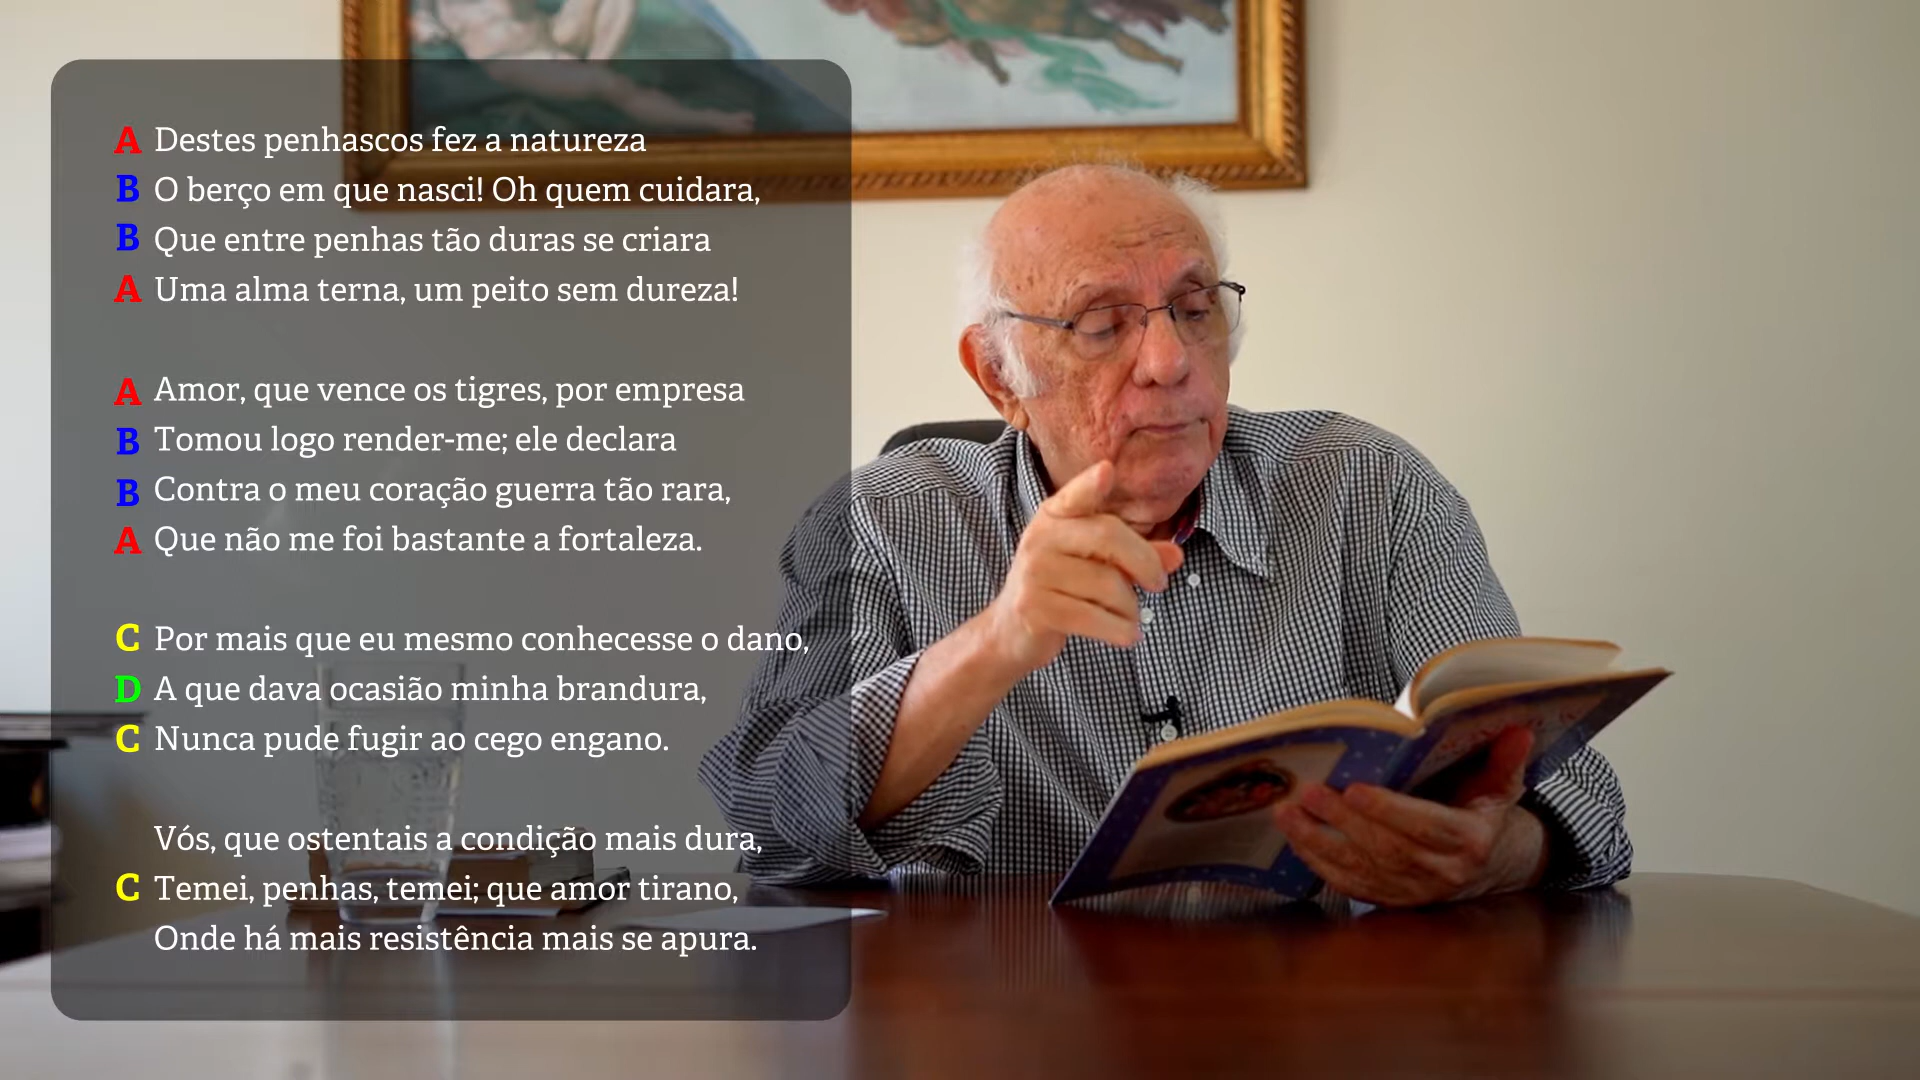 A Destes penhascos fez a natureza
B O berço em que nasci! Oh quem cuidara,
B Que entre penhas tão duras se criara
A Uma alma terna, um peito sem dureza!
A Amor, que vence os tigres, por empresa
B Tomou logo render-me; ele declara
B Contra o meu coração guerra tão rara,
A Que não me foi bastante a fortaleza.
C Por mais que eu mesmo conhecesse o dano,
D A que dava ocasião minha brandura,
C Nunca pude fugir ao cego engano.
Vós, que ostentais a condição mais dura,
C Temei, penhas, temei; que amor tirano,
Onde há mais resistência mais se apura.